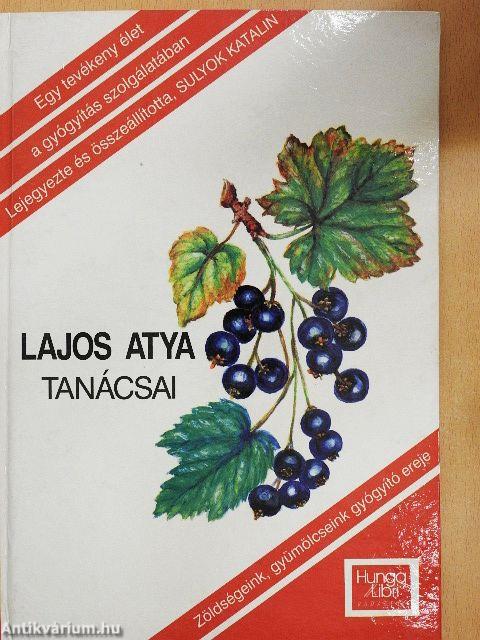 Egy tevékeny élet
a gyógyítás szolgálatában
Lejegyezte és összeállította, SULYOK KATALIN
LAJOS ATYA
TANÁCSAI
Zöldségeink, gyümölcseink gyógyító ereje
Hunga
Libri
Antikvárium.hu